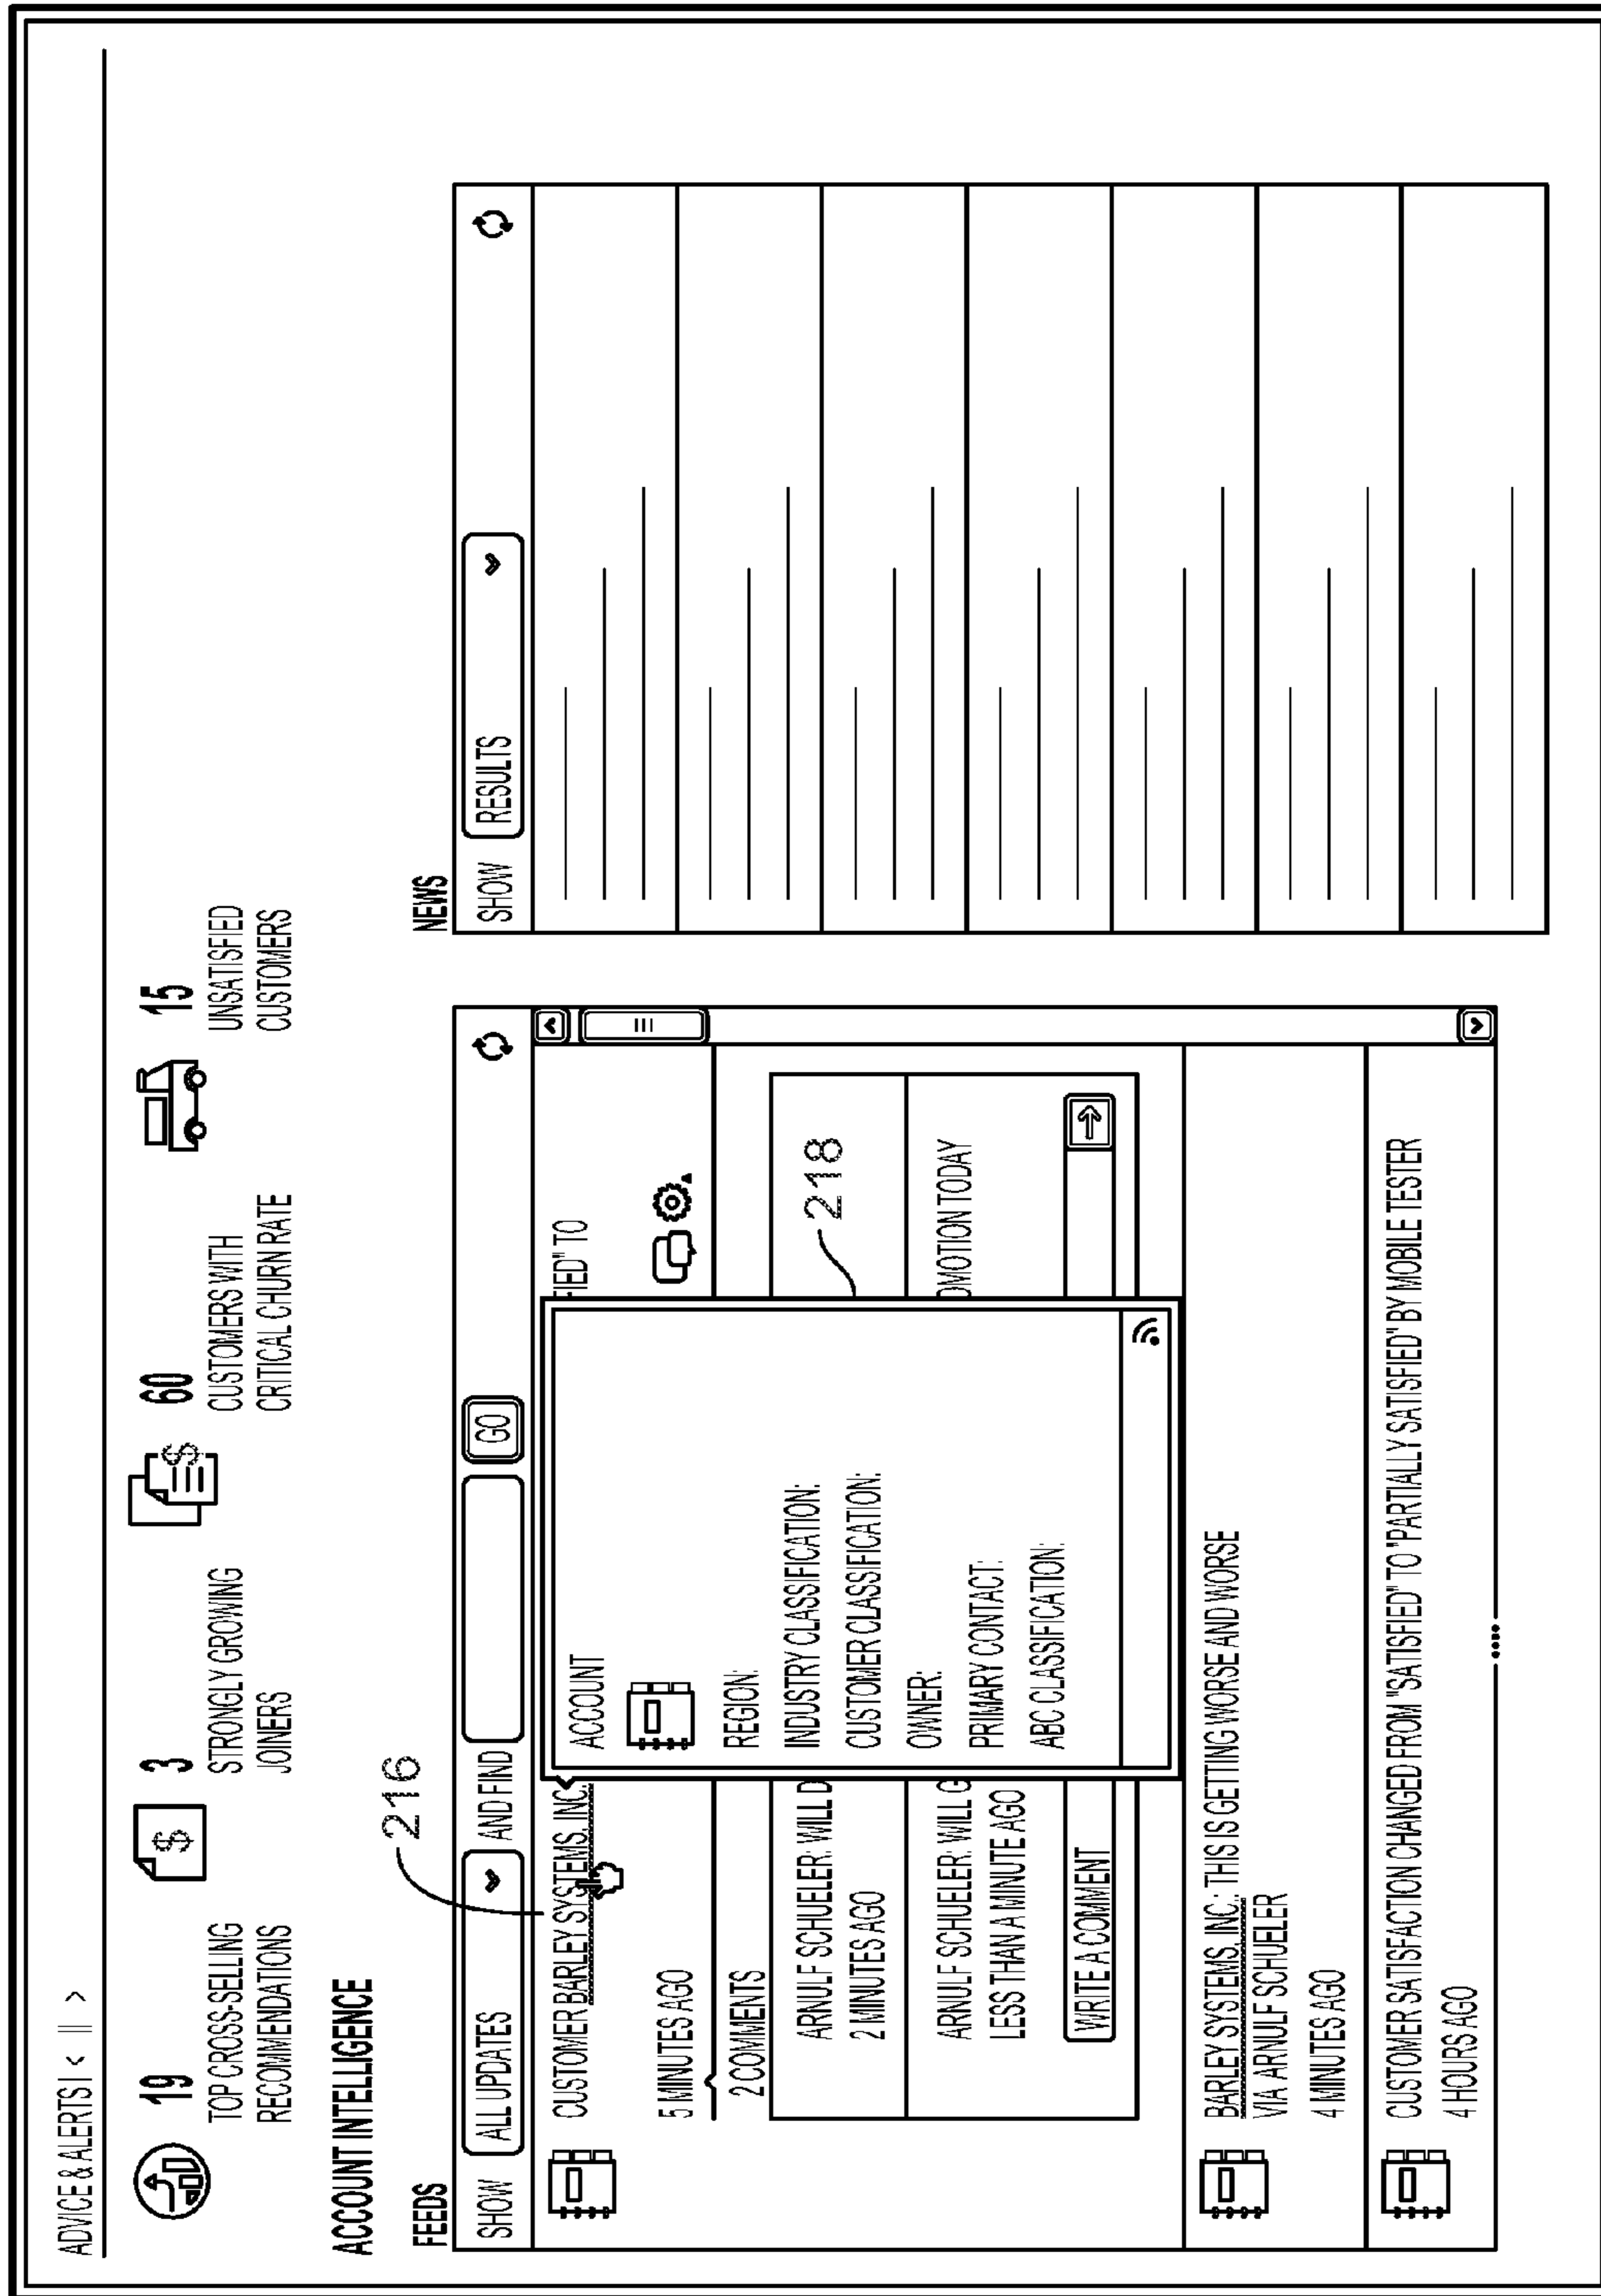 ADVICE & ALERTS I < || >
19
TOP CROSS-SELLING
RECOMMENDATIONS
$
3
STRONGLY GROWING
JOINERS
$
60
CUSTOMERS WITH
CRITICAL CHURN RATE
15
UNSATISFIED
CUSTOMERS
ACCOUNT INTELLIGENCE
FEEDS
SHOW ALL UPDATES AND FIND GO
216
CUSTOMER BARLEY SYSTEMS, INC. FIED" TO
5 MINUTES AGO
2 COMMENTS
ARNULF SCHUELER: WILL D
2 MINUTES AGO
ARNULF SCHUELER: WILL G OMOTION TODAY
LESS THAN A MINUTE AGO
WRITE A COMMENT
218
ACCOUNT
REGION:
INDUSTRY CLASSIFICATION:
CUSTOMER CLASSIFICATION:
OWNER:
PRIMARY CONTACT:
ABC CLASSIFICATION:
BARLEY SYSTEMS, INC.: THIS IS GETTING WORSE AND WORSE
VIA ARNULF SCHUELER
4 MINUTES AGO
CUSTOMER SATISFACTION CHANGED FROM "SATISFIED" TO "PARTIALLY SATISFIED" BY MOBILE TESTER
4 HOURS AGO
NEWS
SHOW RESULTS